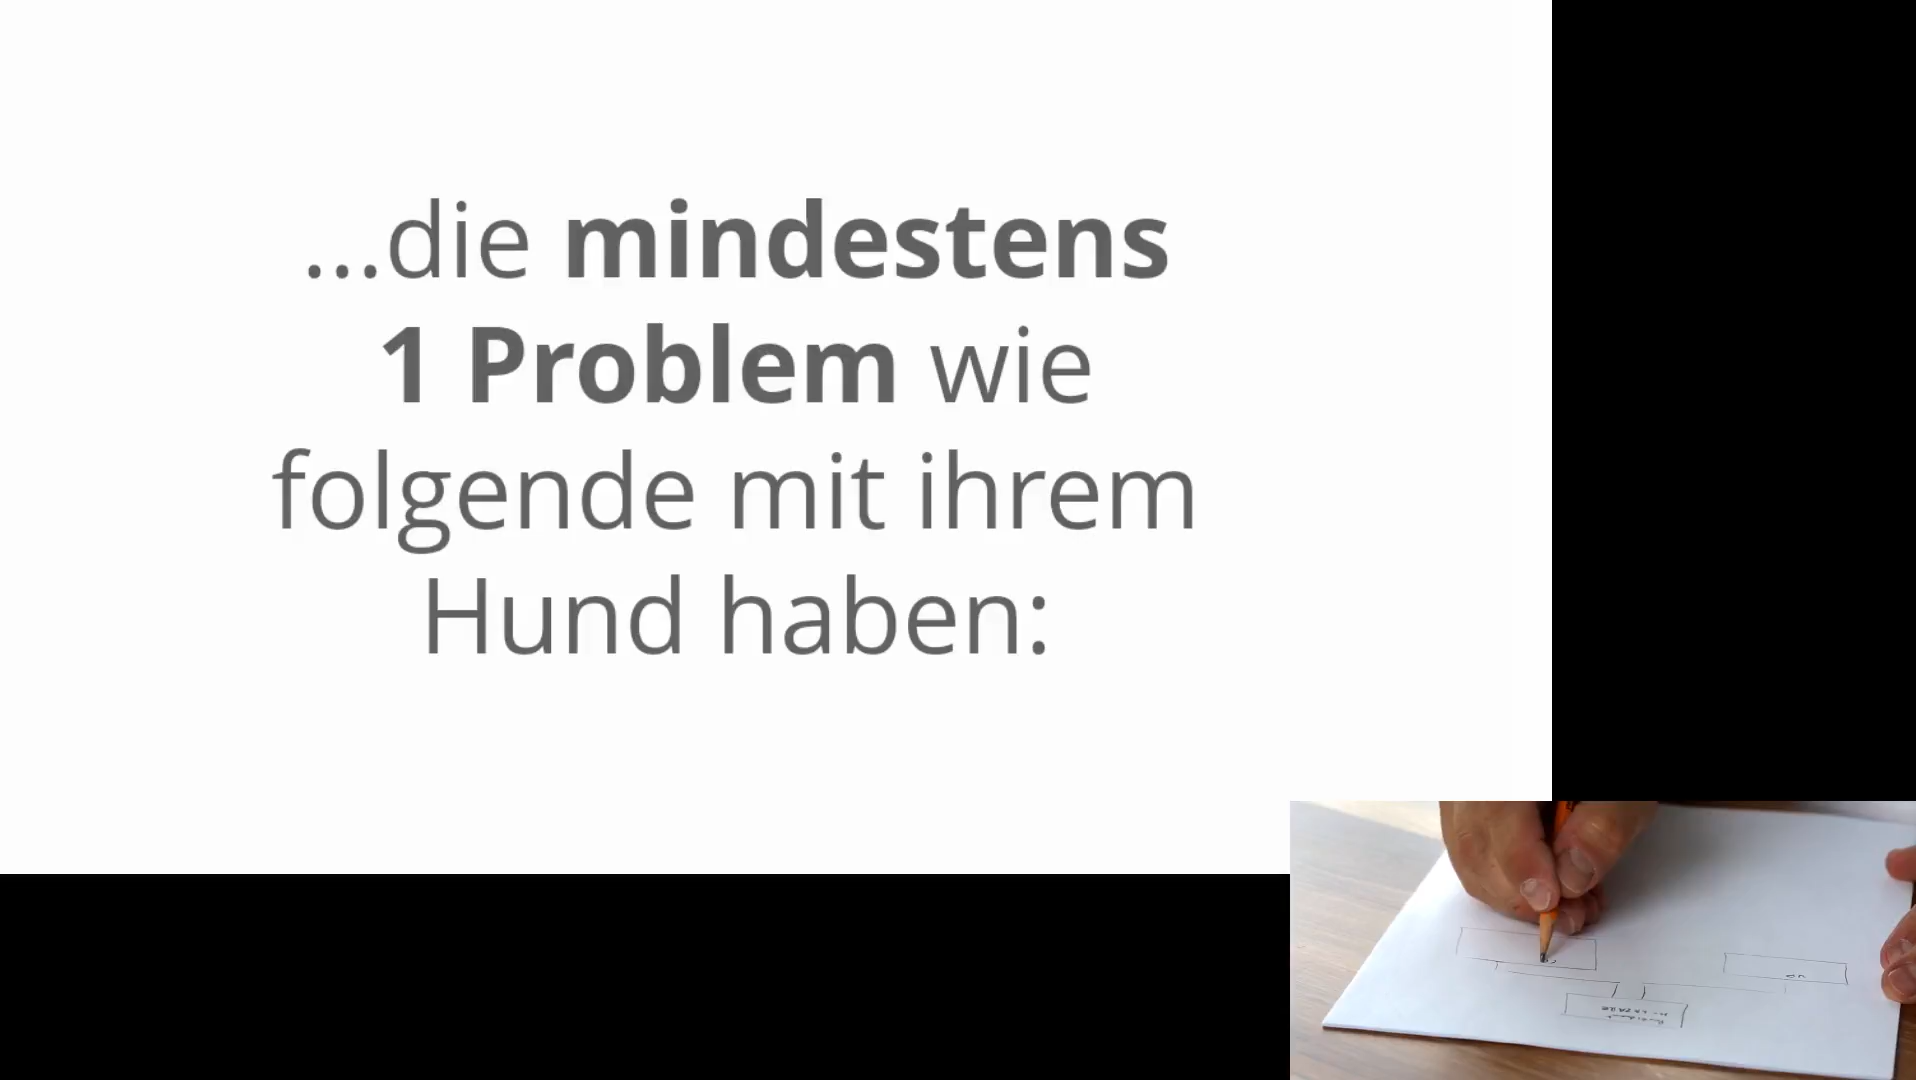 ...die mindestens
1 Problem wie
folgende mit ihrem
Hund haben: